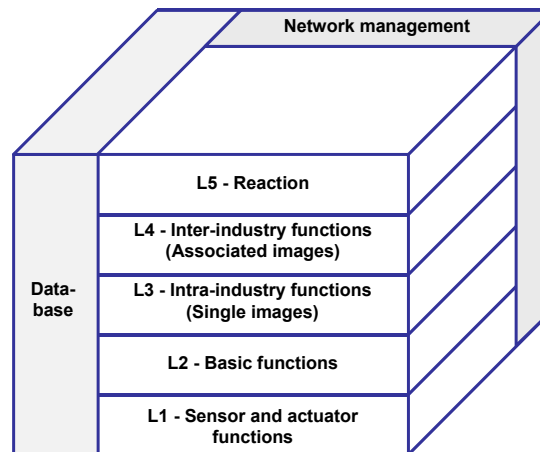 Network management
L5 - Reaction
L4 - Inter-industry functions
(Associated images)
L3 - Intra-industry functions
(Single images)
Data-
base
L2 - Basic functions
L1 - Sensor and actuator
functions